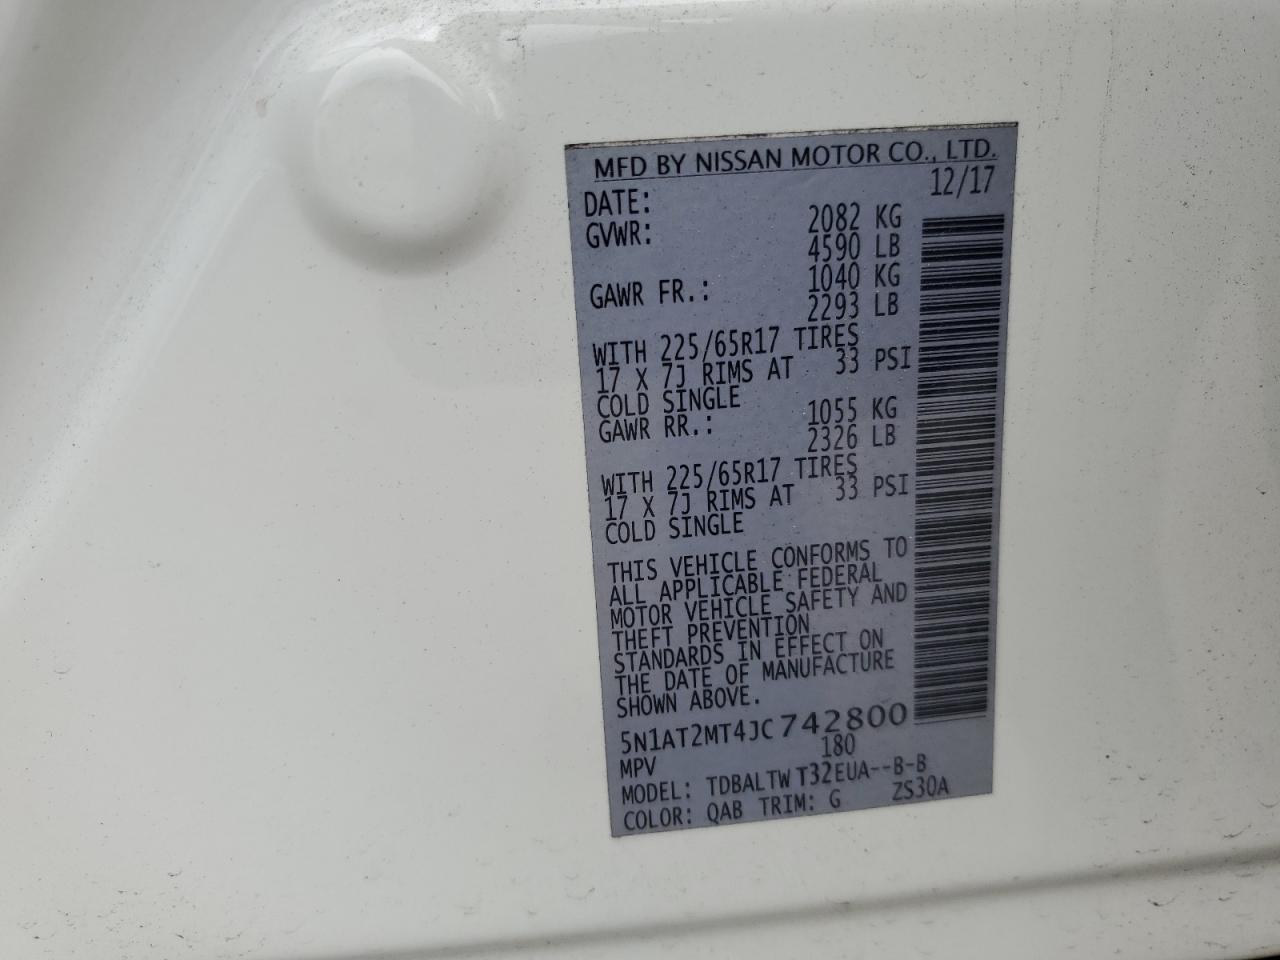 MFD BY NISSAN MOTOR CO., LTD.
DATE: 12/17
GVWR: 2082 KG
4590 LB
GAWR FR.: 1040 KG
2293 LB
WITH 225/65R17 TIRES
17 X 7J RIMS AT 33 PSI
COLD SINGLE
GAWR RR.: 1055 KG
2326 LB
WITH 225/65R17 TIRES
17 X 7J RIMS AT 33 PSI
COLD SINGLE
THIS VEHICLE CONFORMS TO
ALL APPLICABLE FEDERAL
MOTOR VEHICLE SAFETY AND
THEFT PREVENTION
STANDARDS IN EFFECT ON
THE DATE OF MANUFACTURE
SHOWN ABOVE.
5N1AT2MT4JC742800
MPV 180
MODEL: TDBALTWT32EUA--B-B
COLOR: QAB TRIM: G ZS30A